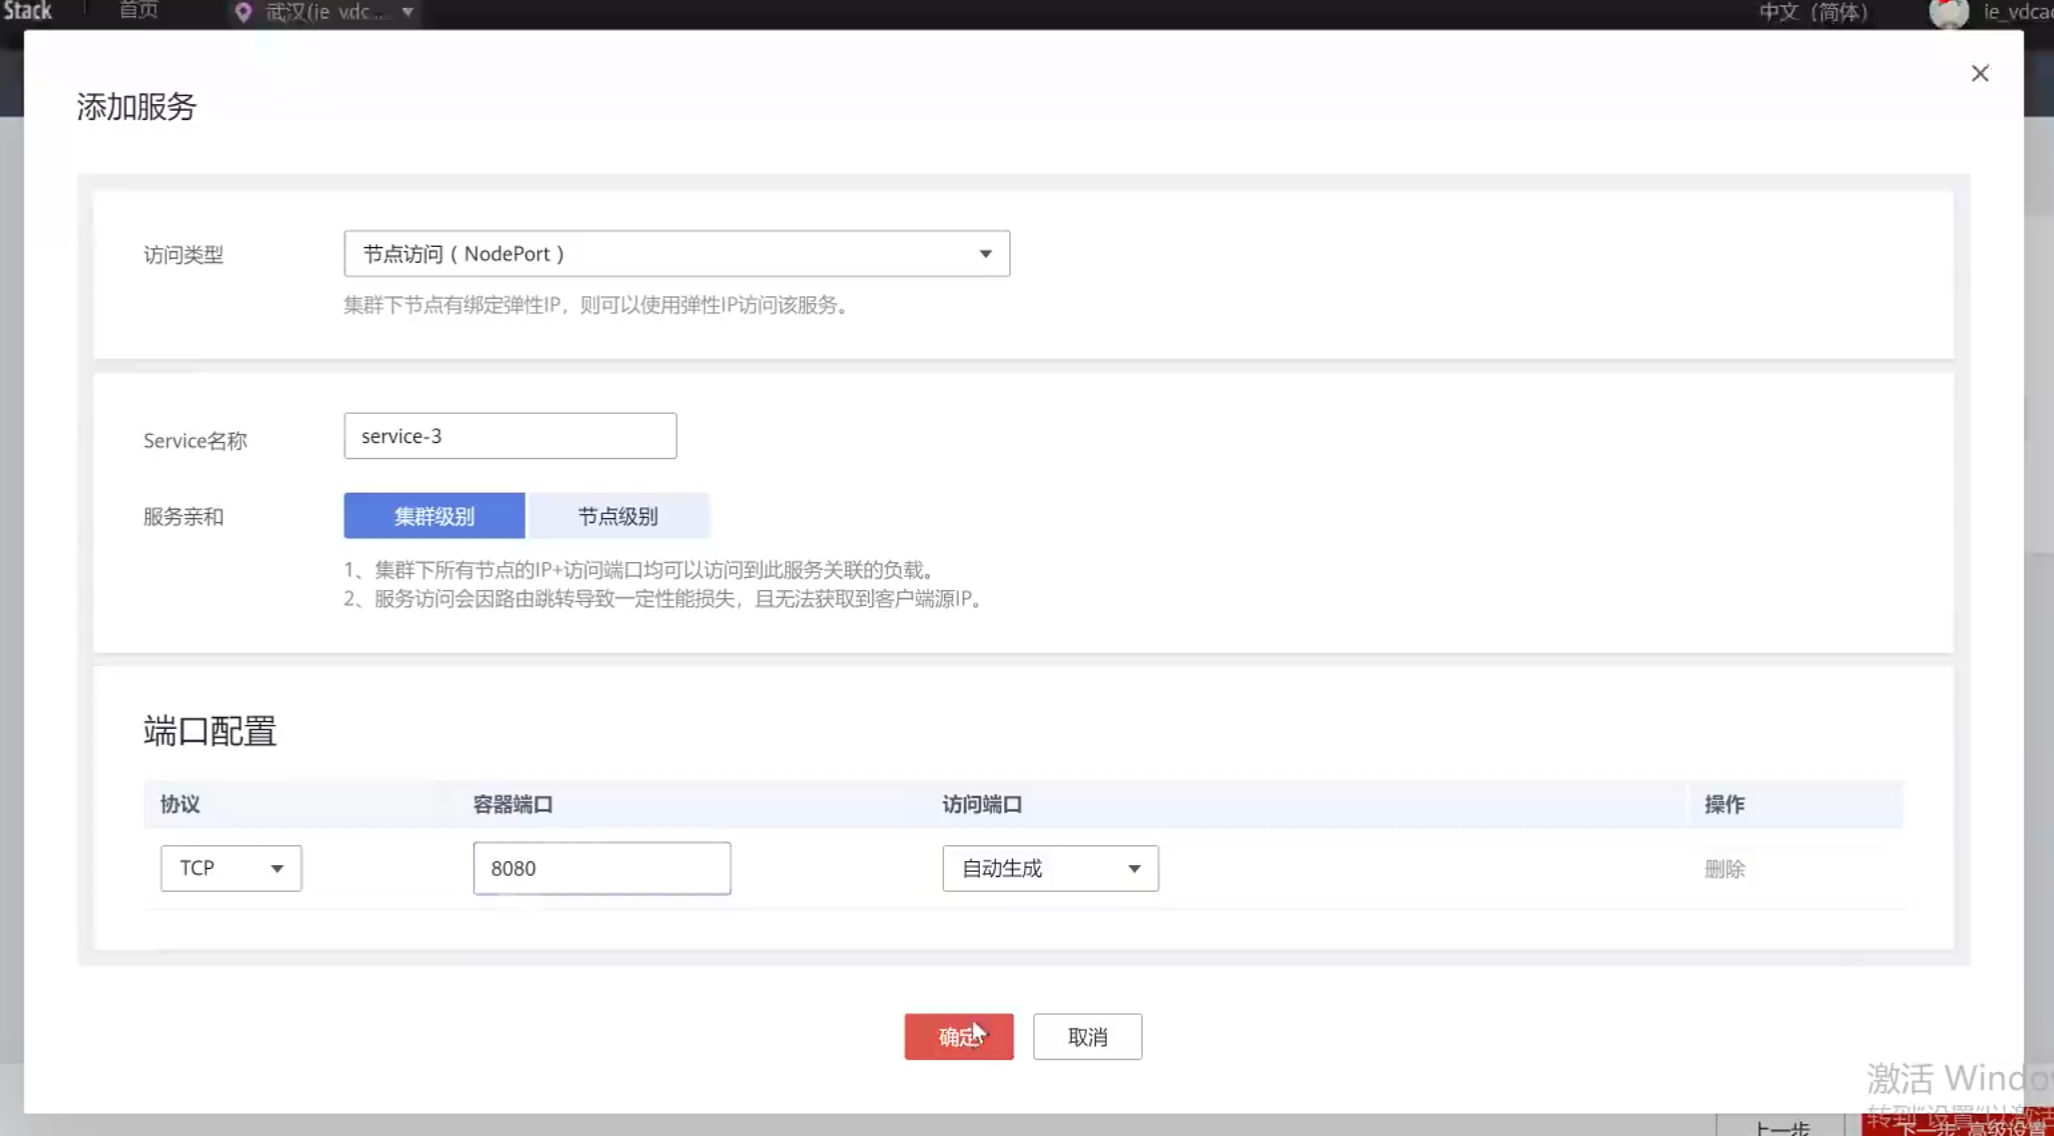 Stack 首页 武汉(ie_vdc... 中文（简体） ie_vdca
添加服务
访问类型 节点访问 ( NodePort )
集群下节点有绑定弹性IP，则可以使用弹性IP访问该服务。
Service名称 service-3
服务亲和 集群级别 节点级别
1、集群下所有节点的IP+访问端口均可以访问到此服务关联的负载。
2、服务访问会因路由跳转导致一定性能损失，且无法获取到客户端源IP。
端口配置
协议 容器端口 访问端口 操作
TCP 8080 自动生成 删除
确定 取消
激活 Windo
转到"设置"以激活
上一步 下一步: 高级设置